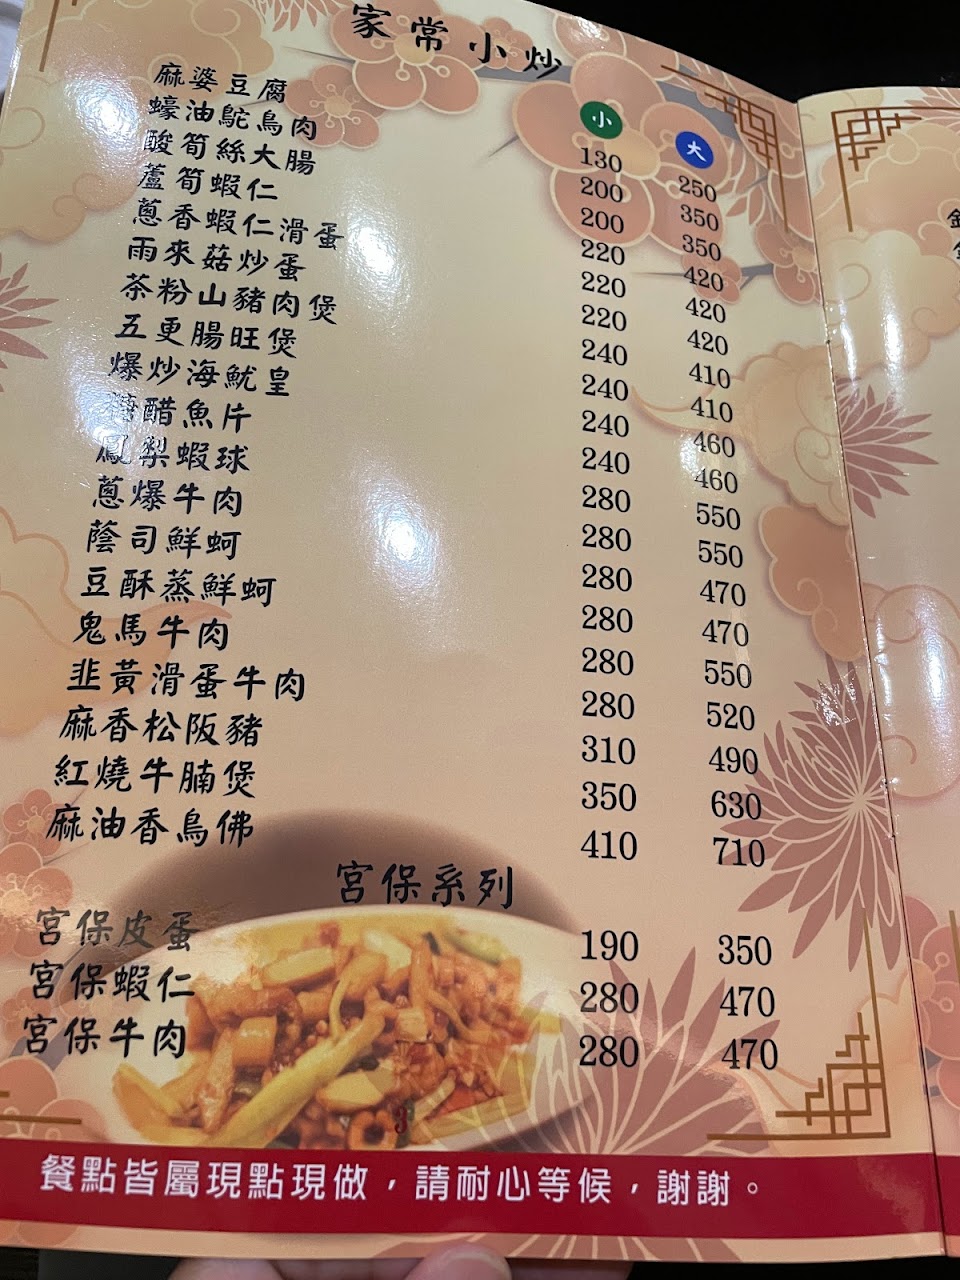 家常小炒
小 大
麻婆豆腐 130 250
蠔油鴕鳥肉 200 350
酸筍絲大腸 200 350
蘆筍蝦仁 220 420
蔥香蝦仁滑蛋 220 420
雨來菇炒蛋 220 420
茶粉山豬肉煲 240 410
五更腸旺煲 240 410
爆炒海魷皇 240 460
糖醋魚片 240 460
鳳梨蝦球 280 550
蔥爆牛肉 280 550
蔭司鮮蚵 280 470
豆酥蒸鮮蚵 280 470
鬼馬牛肉 280 550
韭黃滑蛋牛肉 280 520
麻香松阪豬 310 490
紅燒牛腩煲 350 630
麻油香鳥佛 410 710
宮保系列
宮保皮蛋 190 350
宮保蝦仁 280 470
宮保牛肉 280 470
3
餐點皆屬現點現做，請耐心等候，謝謝。